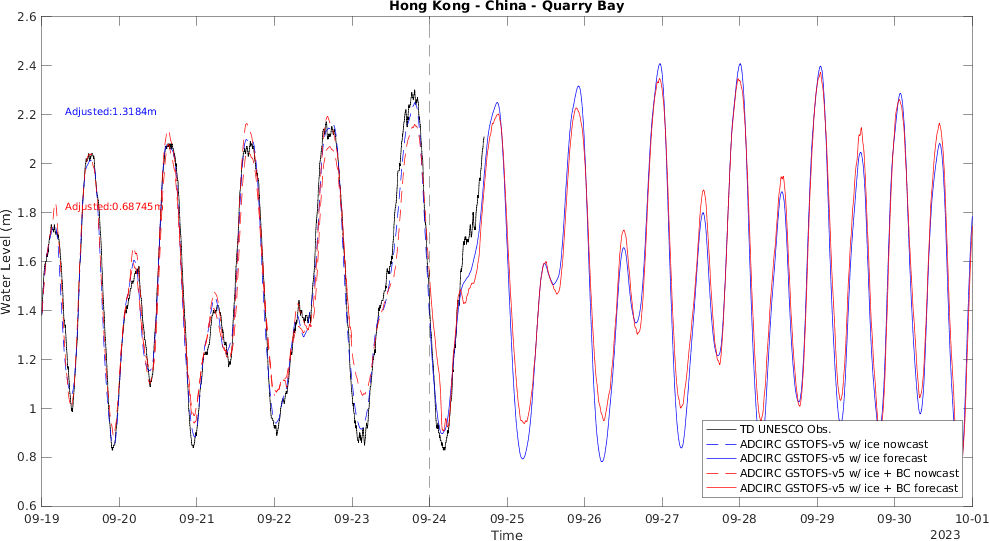 Hong Kong - China - Quarry Bay
2.6
2.4
2.2
2
1.8
1.6
1.4
1.2
1
0.8
0.6
Water Level (m)
Adjusted:1.3184m
Adjusted:0.68745m
TD UNESCO Obs.
ADCIRC GSTOFS-v5 w/ ice nowcast
ADCIRC GSTOFS-v5 w/ ice forecast
ADCIRC GSTOFS-v5 w/ ice + BC nowcast
ADCIRC GSTOFS-v5 w/ ice + BC forecast
09-19 09-20 09-21 09-22 09-23 09-24 09-25 09-26 09-27 09-28 09-29 09-30 10-01
Time
2023